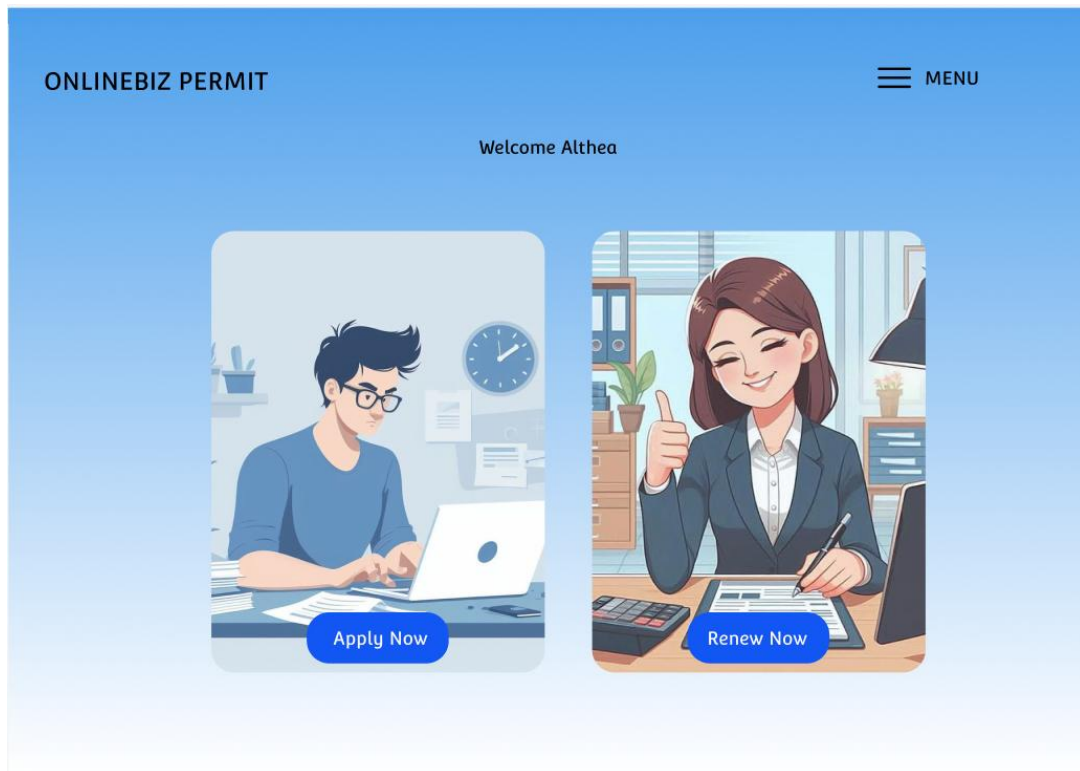 ONLINEBIZ PERMIT
MENU
Welcome Althea
Apply Now
Renew Now